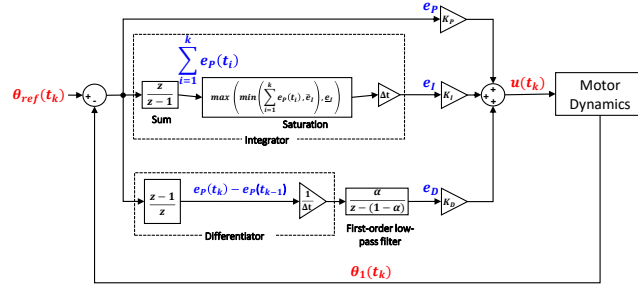 e_P
K_P
∑_{i=1}^{k} e_P(t_i)
θ_ref(t_k)
+
-
z / (z − 1)
Sum
max ( min ( ∑_{i=1}^{k} e_P(t_i), ē_I ) , e̲_I )
Saturation
Δt
e_I
K_I
+
+
+
u(t_k)
Motor
Dynamics
Integrator
(z − 1) / z
e_P(t_k) − e_P(t_{k−1})
1 / Δt
α / (z − (1 − α))
e_D
K_D
Differentiator
First-order low-
pass filter
θ_1(t_k)